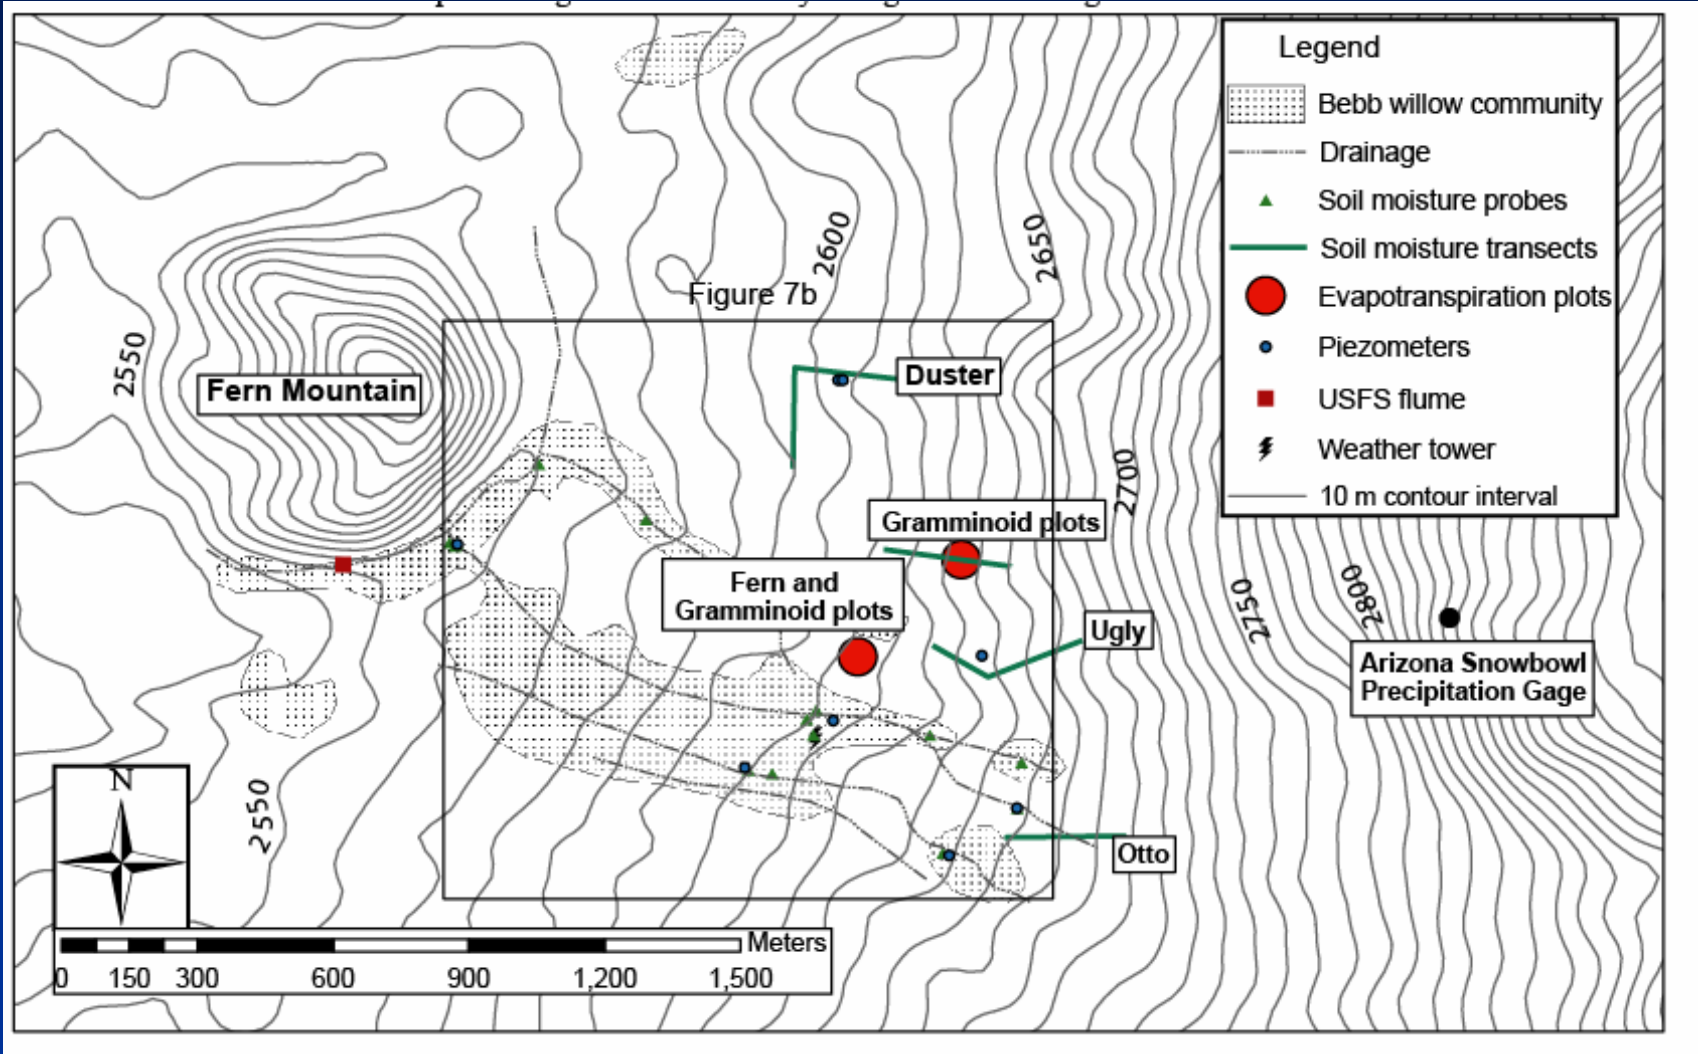 Legend
Bebb willow community
Drainage
Soil moisture probes
Soil moisture transects
Evapotranspiration plots
Piezometers
USFS flume
Weather tower
10 m contour interval
2600
2650
Figure 7b
2550
Fern Mountain
Duster
2700
Gramminoid plots
Fern and
Gramminoid plots
2750
2800
Ugly
Arizona Snowbowl
Precipitation Gage
2550
N
Otto
Meters
0 150 300 600 900 1,200 1,500